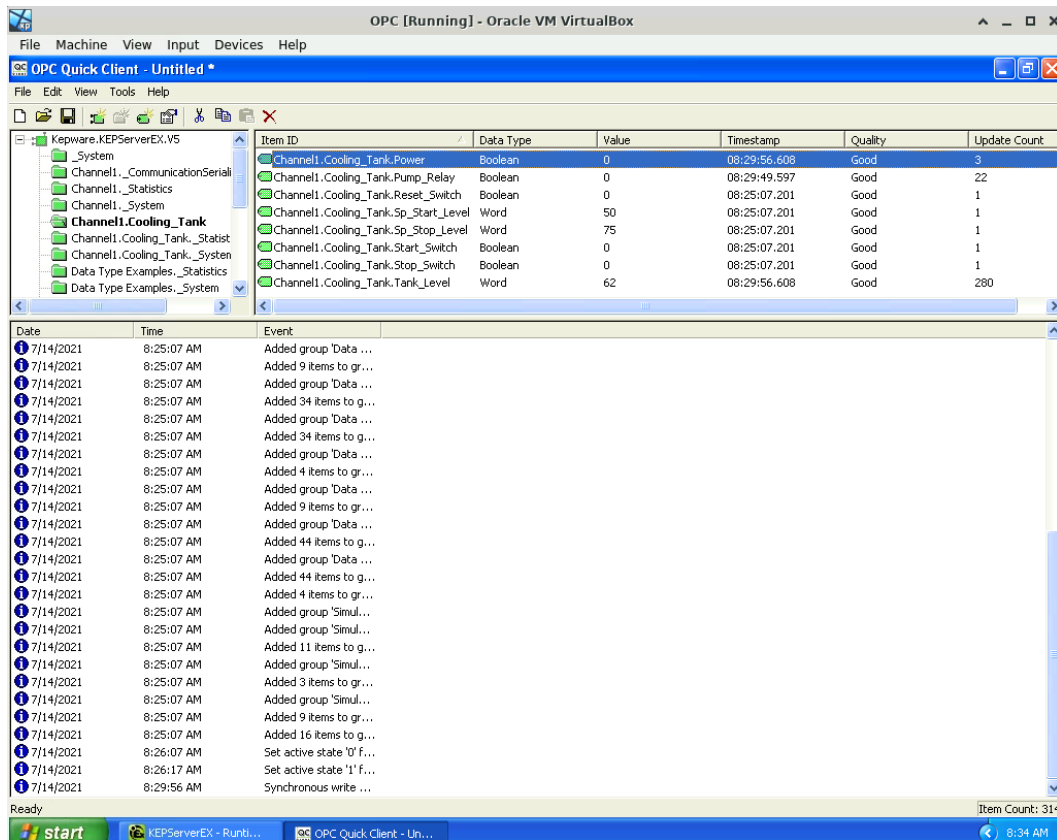 OPC [Running] - Oracle VM VirtualBox
File Machine View Input Devices Help
OPC Quick Client - Untitled *
File Edit View Tools Help
Kepware.KEPServerEX.V5
_System
Channel1._CommunicationSeriali
Channel1._Statistics
Channel1._System
Channel1.Cooling_Tank
Channel1.Cooling_Tank._Statist
Channel1.Cooling_Tank._System
Data Type Examples._Statistics
Data Type Examples._System
Item ID Data Type Value Timestamp Quality Update Count
Channel1.Cooling_Tank.Power Boolean 0 08:29:56.608 Good 3
Channel1.Cooling_Tank.Pump_Relay Boolean 0 08:29:49.597 Good 22
Channel1.Cooling_Tank.Reset_Switch Boolean 0 08:25:07.201 Good 1
Channel1.Cooling_Tank.Sp_Start_Level Word 50 08:25:07.201 Good 1
Channel1.Cooling_Tank.Sp_Stop_Level Word 75 08:25:07.201 Good 1
Channel1.Cooling_Tank.Start_Switch Boolean 0 08:25:07.201 Good 1
Channel1.Cooling_Tank.Stop_Switch Boolean 0 08:25:07.201 Good 1
Channel1.Cooling_Tank.Tank_Level Word 62 08:29:56.608 Good 280
Date Time Event
7/14/2021 8:25:07 AM Added group 'Data ...
7/14/2021 8:25:07 AM Added 9 items to gr...
7/14/2021 8:25:07 AM Added group 'Data ...
7/14/2021 8:25:07 AM Added 34 items to g...
7/14/2021 8:25:07 AM Added group 'Data ...
7/14/2021 8:25:07 AM Added 34 items to g...
7/14/2021 8:25:07 AM Added group 'Data ...
7/14/2021 8:25:07 AM Added 4 items to gr...
7/14/2021 8:25:07 AM Added group 'Data ...
7/14/2021 8:25:07 AM Added 9 items to gr...
7/14/2021 8:25:07 AM Added group 'Data ...
7/14/2021 8:25:07 AM Added 44 items to g...
7/14/2021 8:25:07 AM Added group 'Data ...
7/14/2021 8:25:07 AM Added 44 items to g...
7/14/2021 8:25:07 AM Added 4 items to gr...
7/14/2021 8:25:07 AM Added group 'Simul...
7/14/2021 8:25:07 AM Added group 'Simul...
7/14/2021 8:25:07 AM Added 11 items to g...
7/14/2021 8:25:07 AM Added group 'Simul...
7/14/2021 8:25:07 AM Added 3 items to gr...
7/14/2021 8:25:07 AM Added group 'Simul...
7/14/2021 8:25:07 AM Added 9 items to gr...
7/14/2021 8:25:07 AM Added 16 items to g...
7/14/2021 8:26:07 AM Set active state '0' f...
7/14/2021 8:26:17 AM Set active state '1' f...
7/14/2021 8:29:56 AM Synchronous write ...
Ready Item Count: 314
start KEPServerEX - Runti... OPC Quick Client - Un... 8:34 AM